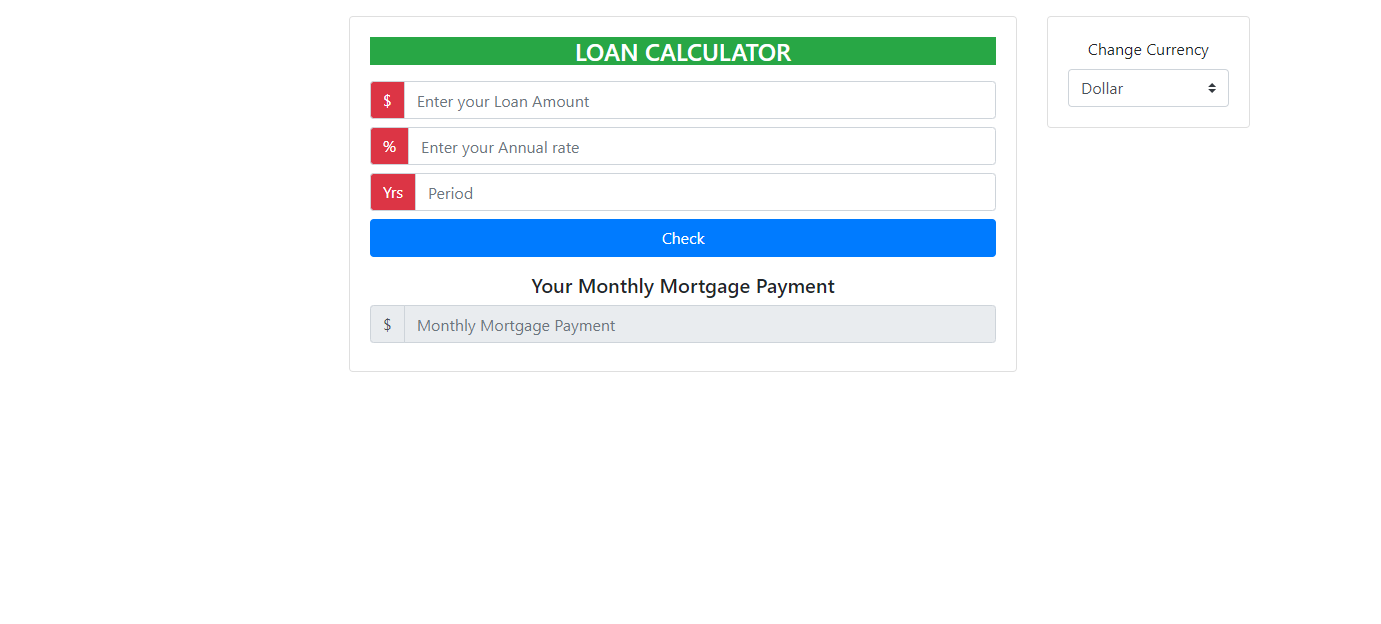 LOAN CALCULATOR
$ Enter your Loan Amount
% Enter your Annual rate
Yrs Period
Check
Your Monthly Mortgage Payment
$ Monthly Mortgage Payment
Change Currency
Dollar